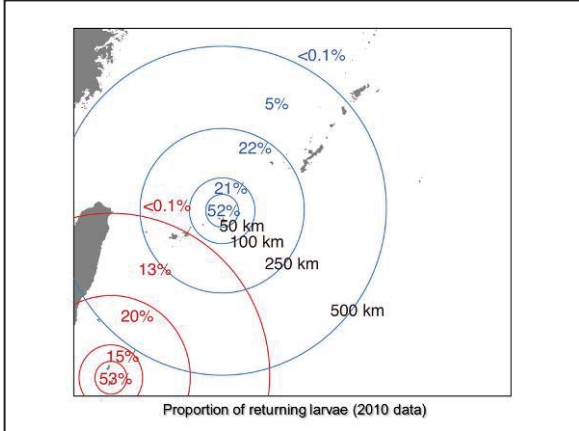 <0.1%
5%
22%
21%
<0.1%
52%
50 km
100 km
250 km
13%
500 km
20%
15%
53%
Proportion of returning larvae (2010 data)